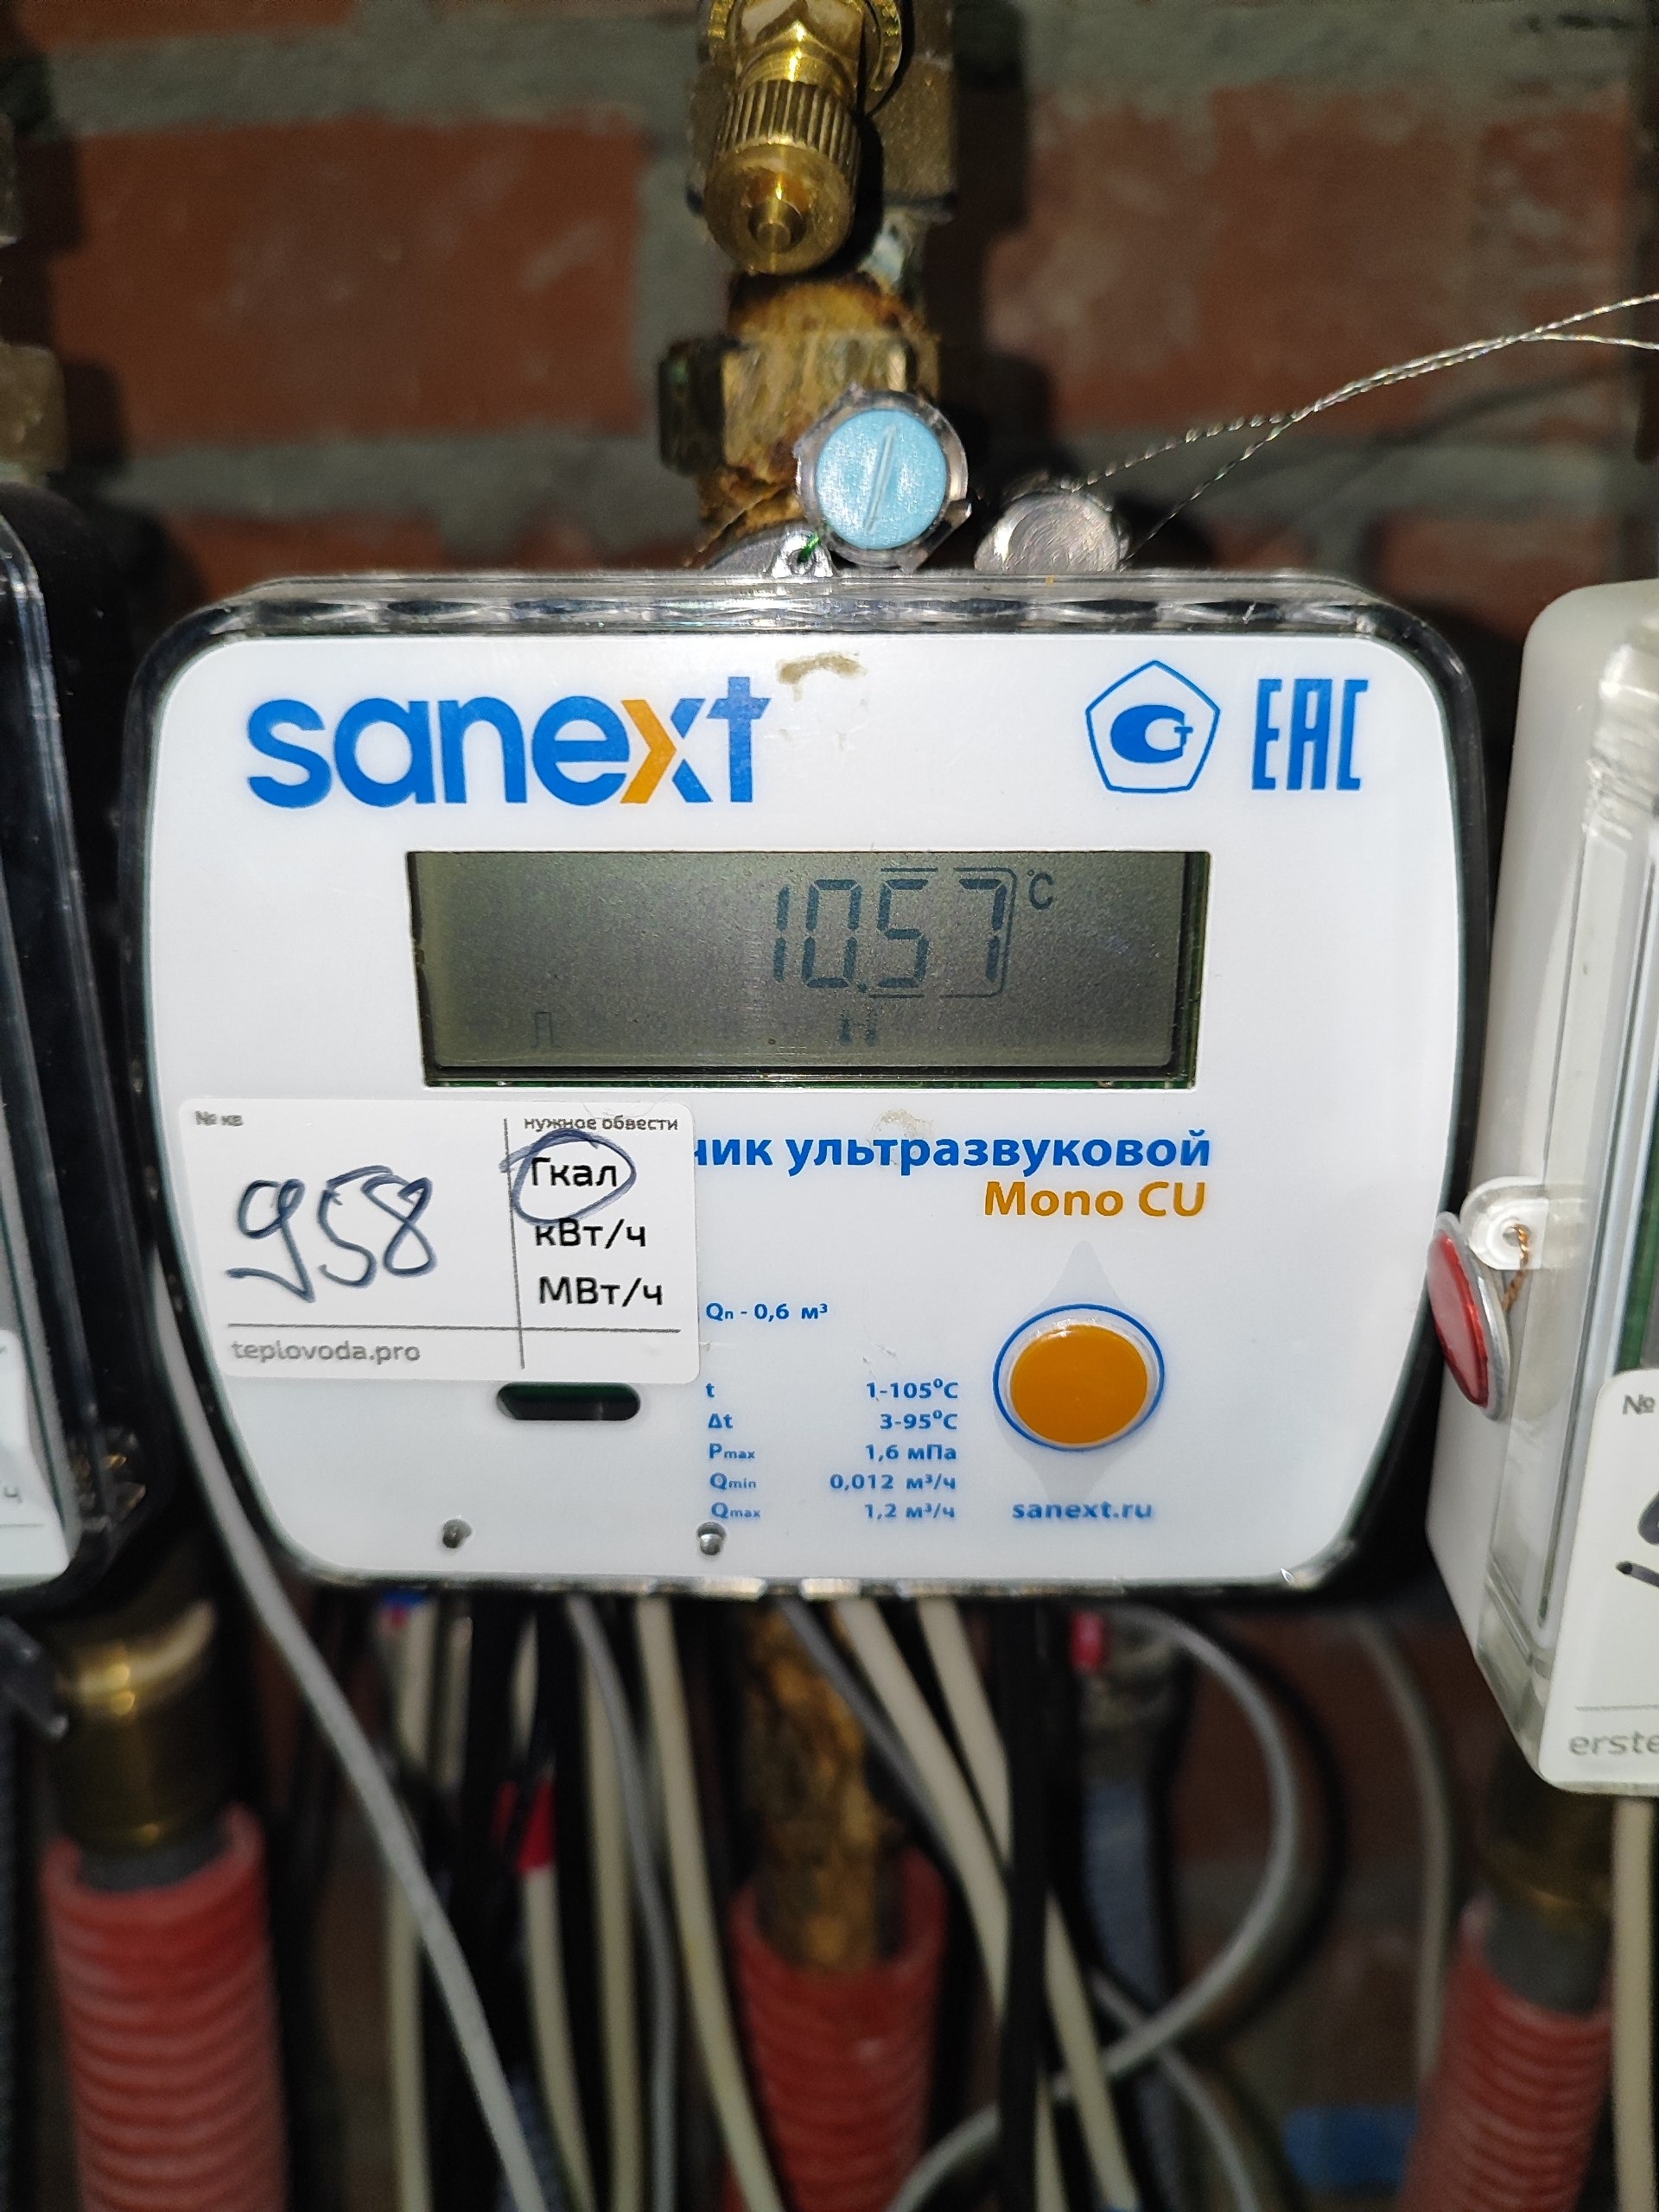 sanext
EAC
10.57 °C
№ кв
нужное обвести
958
Гкал
кВт/ч
МВт/ч
teplovoda.pro
чик ультразвуковой
Mono CU
Qn - 0,6 м³
t 1-105°C
Δt 3-95°C
Pmax 1,6 мПа
Qmin 0,012 м³/ч
Qmax 1,2 м³/ч
sanext.ru
№
erste